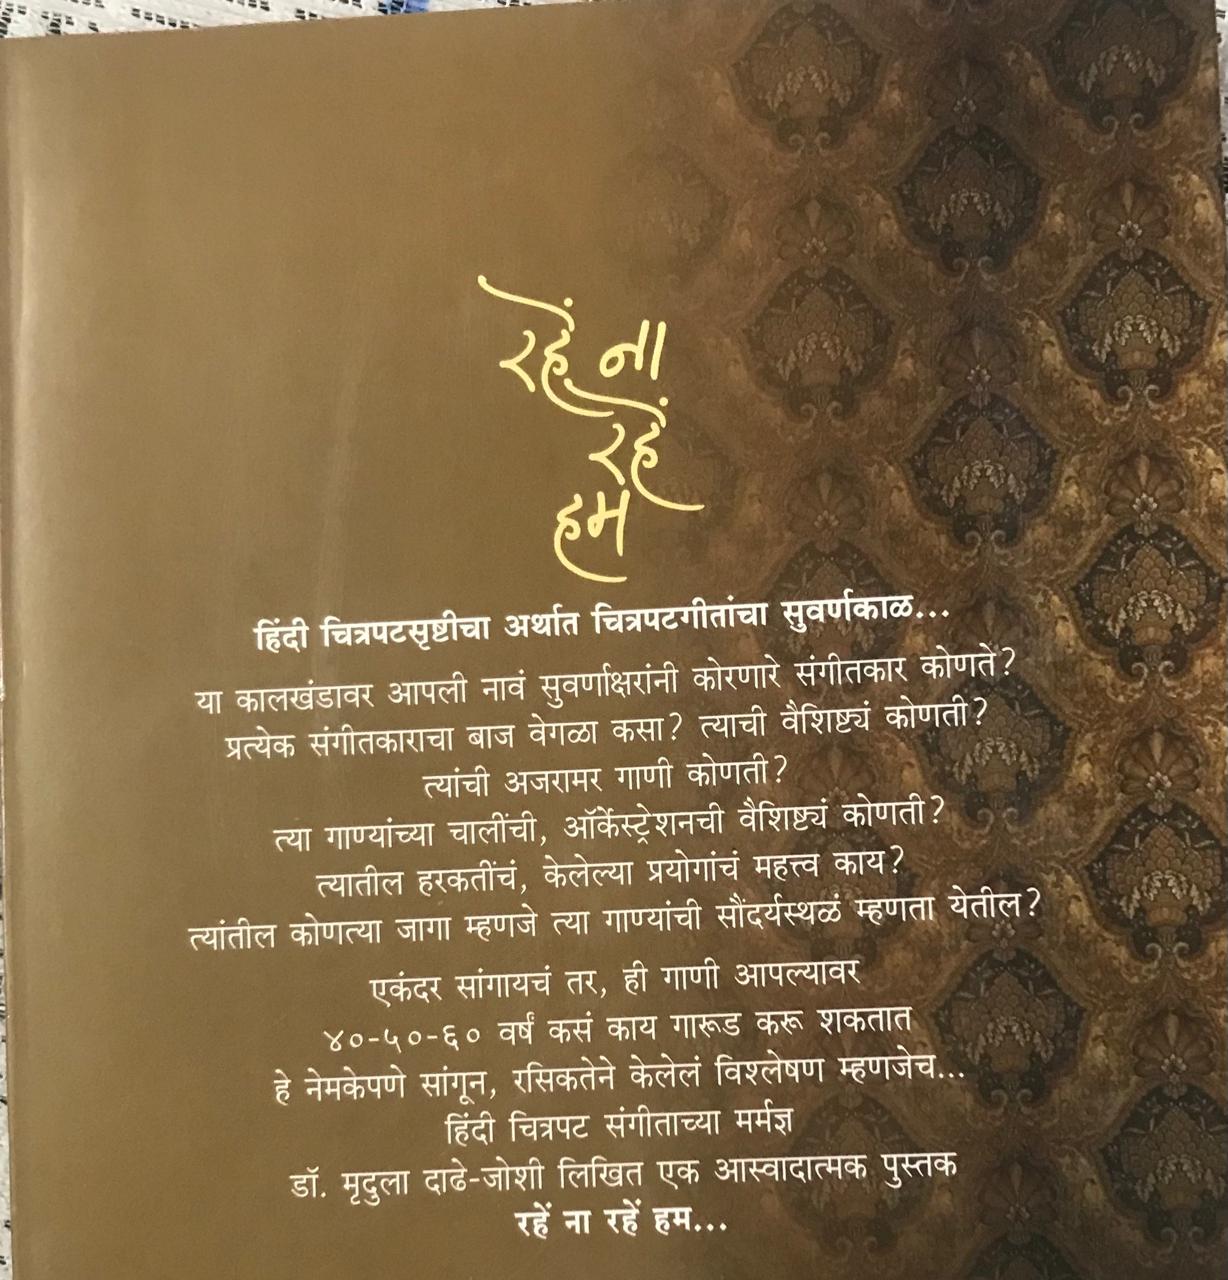 रहें ना
रहें
हम
हिंदी चित्रपटसृष्टीचा अर्थात चित्रपटगीतांचा सुवर्णकाळ...
या कालखंडावर आपली नावं सुवर्णाक्षरांनी कोरणारे संगीतकार कोणते?
प्रत्येक संगीतकाराचा बाज वेगळा कसा? त्याची वैशिष्ट्यं कोणती?
त्यांची अजरामर गाणी कोणती?
त्या गाण्यांच्या चालींची, ऑर्केस्ट्रेशनची वैशिष्ट्यं कोणती?
त्यातील हरकतींचं, केलेल्या प्रयोगांचं महत्त्व काय?
त्यांतील कोणत्या जागा म्हणजे त्या गाण्यांची सौंदर्यस्थळं म्हणता येतील?
एकंदर सांगायचं तर, ही गाणी आपल्यावर
४०-५०-६० वर्षं कसं काय गारूड करू शकतात
हे नेमकेपणे सांगून, रसिकतेने केलेलं विश्लेषण म्हणजेच...
हिंदी चित्रपट संगीताच्या मर्मज्ञ
डॉ. मृदुला दाढे-जोशी लिखित एक आस्वादात्मक पुस्तक
रहें ना रहें हम...